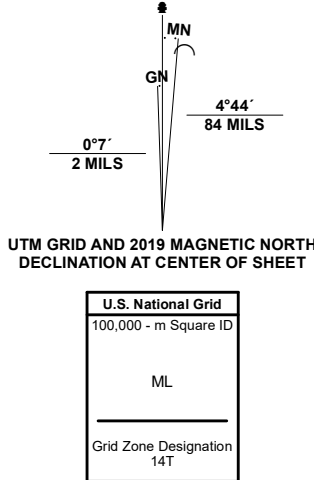 MN
GN
4°44´
84 MILS
0°7´
2 MILS
UTM GRID AND 2019 MAGNETIC NORTH
DECLINATION AT CENTER OF SHEET
U.S. National Grid
100,000 - m Square ID
ML
Grid Zone Designation
14T